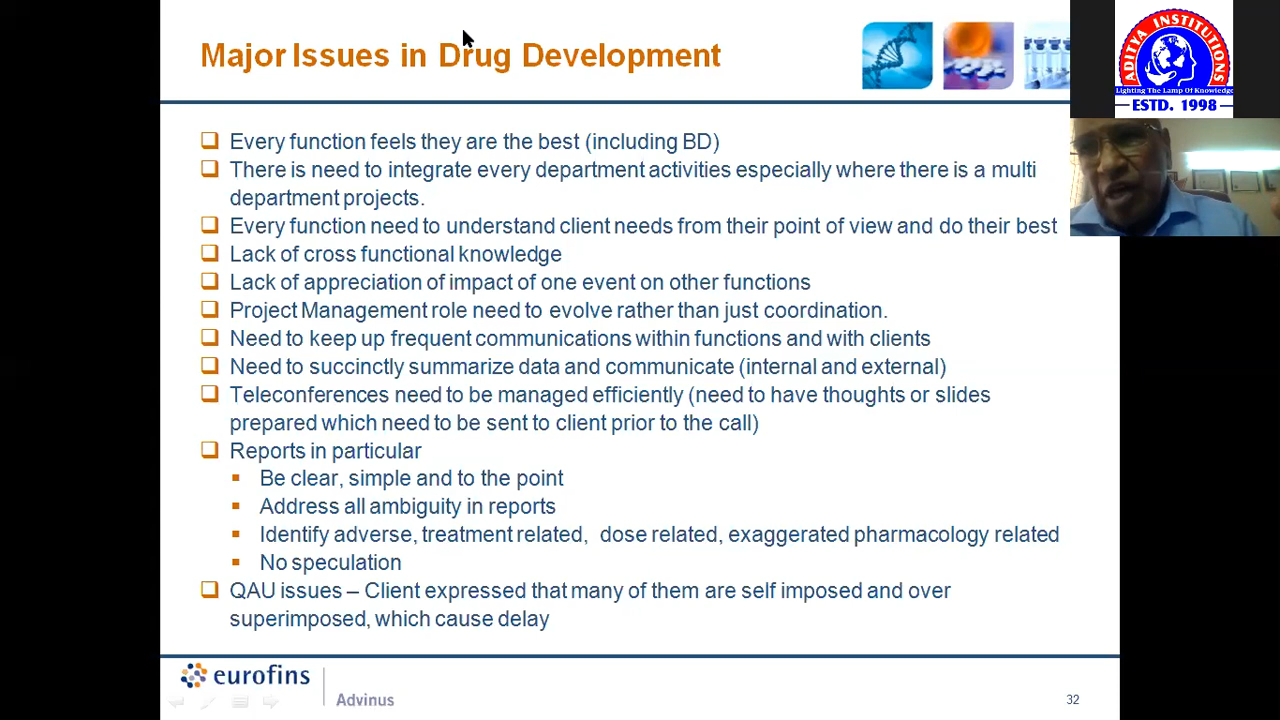 Major Issues in Drug Development
ADITYA INSTITUTIONS
Lighting The Lamp Of Knowledge
ESTD. 1998
Every function feels they are the best (including BD)
There is need to integrate every department activities especially where there is a multi
department projects.
Every function need to understand client needs from their point of view and do their best
Lack of cross functional knowledge
Lack of appreciation of impact of one event on other functions
Project Management role need to evolve rather than just coordination.
Need to keep up frequent communications within functions and with clients
Need to succinctly summarize data and communicate (internal and external)
Teleconferences need to be managed efficiently (need to have thoughts or slides
prepared which need to be sent to client prior to the call)
Reports in particular
Be clear, simple and to the point
Address all ambiguity in reports
Identify adverse, treatment related, dose related, exaggerated pharmacology related
No speculation
QAU issues – Client expressed that many of them are self imposed and over
superimposed, which cause delay
eurofins
Advinus
32